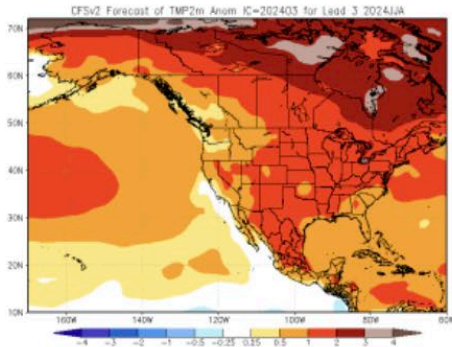 CFSv2 Forecast of TMP2m Anom IC=202403 for Lead 3 2024JJA
70N
60N
50N
40N
30N
20N
10N
160W 140W 120W 100W 80W 60W
-4 -3 -2 -1 -0.5 -0.25 0.25 0.5 1 2 3 4